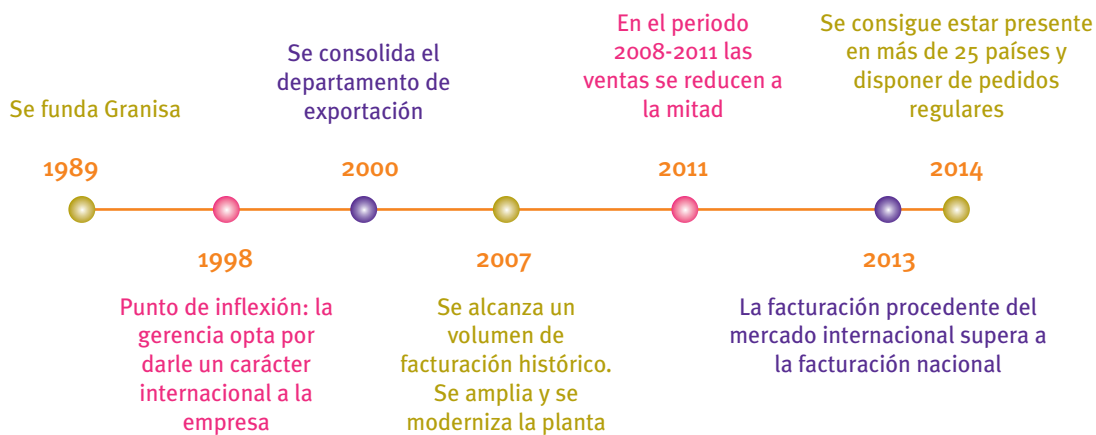 Se funda Granisa
1989
Punto de inflexión: la
gerencia opta por
darle un carácter
internacional a la
empresa
1998
Se consolida el
departamento de
exportación
2000
2007
Se alcanza un
volumen de
facturación histórico.
Se amplia y se
moderniza la planta
En el periodo
2008-2011 las
ventas se reducen a
la mitad
2011
2013
La facturación procedente del
mercado internacional supera a
la facturación nacional
Se consigue estar presente
en más de 25 países y
disponer de pedidos
regulares
2014